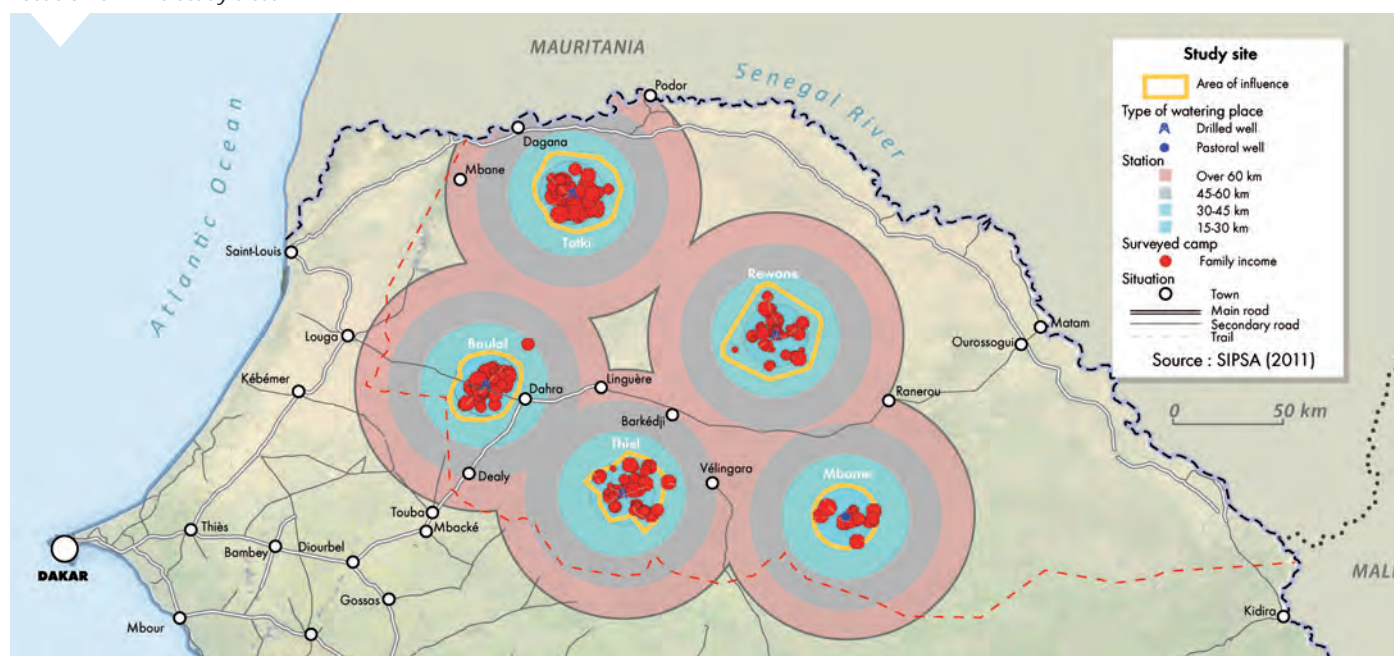 MAURITANIA
Senegal River
Atlantic Ocean
Podor
Dagana
Mbane
Saint-Louis
Tatki
Rewane
Matam
Ourossogui
Louga
Boulal
Kébémer
Dahra
Linguère
Ranerou
Barkédji
Thiel
Mbame
Dealy
Vélingara
Touba
Mbacké
Thiès
Bambey
Diourbel
DAKAR
Gossas
Mbour
Kidira
MALI
Study site
Area of influence
Type of watering place
Drilled well
Pastoral well
Station
Over 60 km
45-60 km
30-45 km
15-30 km
Surveyed camp
Family income
Situation
Town
Main road
Secondary road
Trail
Source : SIPSA (2011)
0 50 km